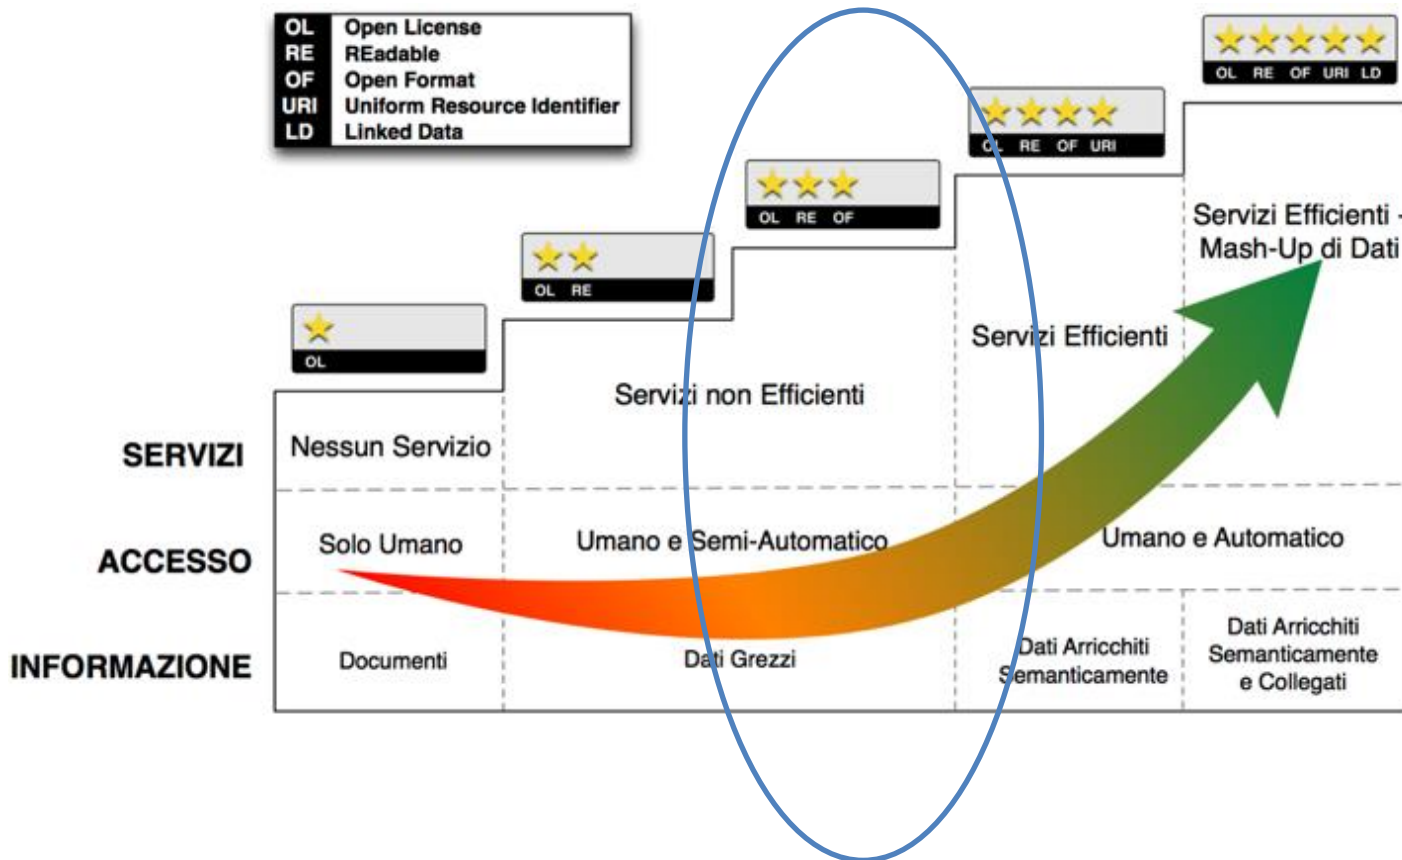 OL Open License
RE REadable
OF Open Format
URI Uniform Resource Identifier
LD Linked Data
OL RE OF URI LD
OL RE OF URI
OL RE OF
OL RE
OL
Servizi Efficienti -
Mash-Up di Dati
Servizi Efficienti
Servizi non Efficienti
SERVIZI Nessun Servizio
ACCESSO Solo Umano Umano e Semi-Automatico Umano e Automatico
INFORMAZIONE Documenti Dati Grezzi
Dati Arricchiti
Semanticamente
Dati Arricchiti
Semanticamente
e Collegati